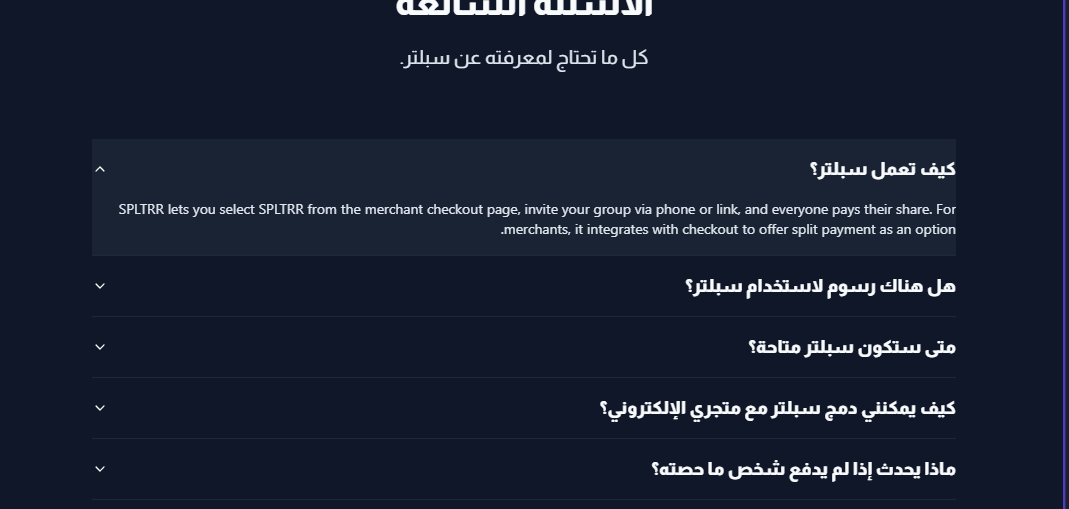 الأسئلة الشائعة
كل ما تحتاج لمعرفته عن سبلتر.
كيف تعمل سبلتر؟
SPLTRR lets you select SPLTRR from the merchant checkout page, invite your group via phone or link, and everyone pays their share. For
merchants, it integrates with checkout to offer split payment as an option.
هل هناك رسوم لاستخدام سبلتر؟
متى ستكون سبلتر متاحة؟
كيف يمكنني دمج سبلتر مع متجري الإلكتروني؟
ماذا يحدث إذا لم يدفع شخص ما حصته؟